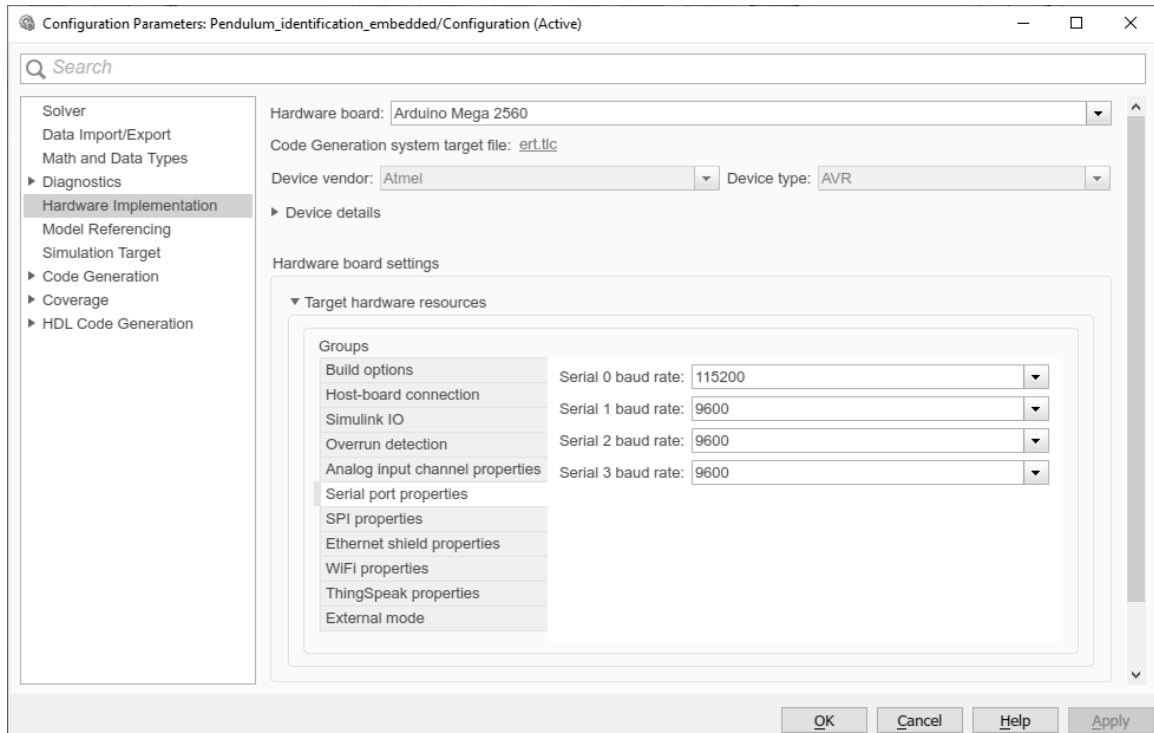 Configuration Parameters: Pendulum_identification_embedded/Configuration (Active)
Search
Solver
Data Import/Export
Math and Data Types
Diagnostics
Hardware Implementation
Model Referencing
Simulation Target
Code Generation
Coverage
HDL Code Generation
Hardware board: Arduino Mega 2560
Code Generation system target file: ert.tlc
Device vendor: Atmel Device type: AVR
Device details
Hardware board settings
Target hardware resources
Groups
Build options
Host-board connection
Simulink IO
Overrun detection
Analog input channel properties
Serial port properties
SPI properties
Ethernet shield properties
WiFi properties
ThingSpeak properties
External mode
Serial 0 baud rate: 115200
Serial 1 baud rate: 9600
Serial 2 baud rate: 9600
Serial 3 baud rate: 9600
OK Cancel Help Apply